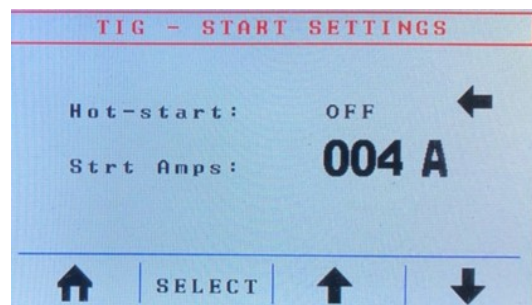 TIG - START SETTINGS
Hot-start: OFF
Strt Amps: 004 A
SELECT